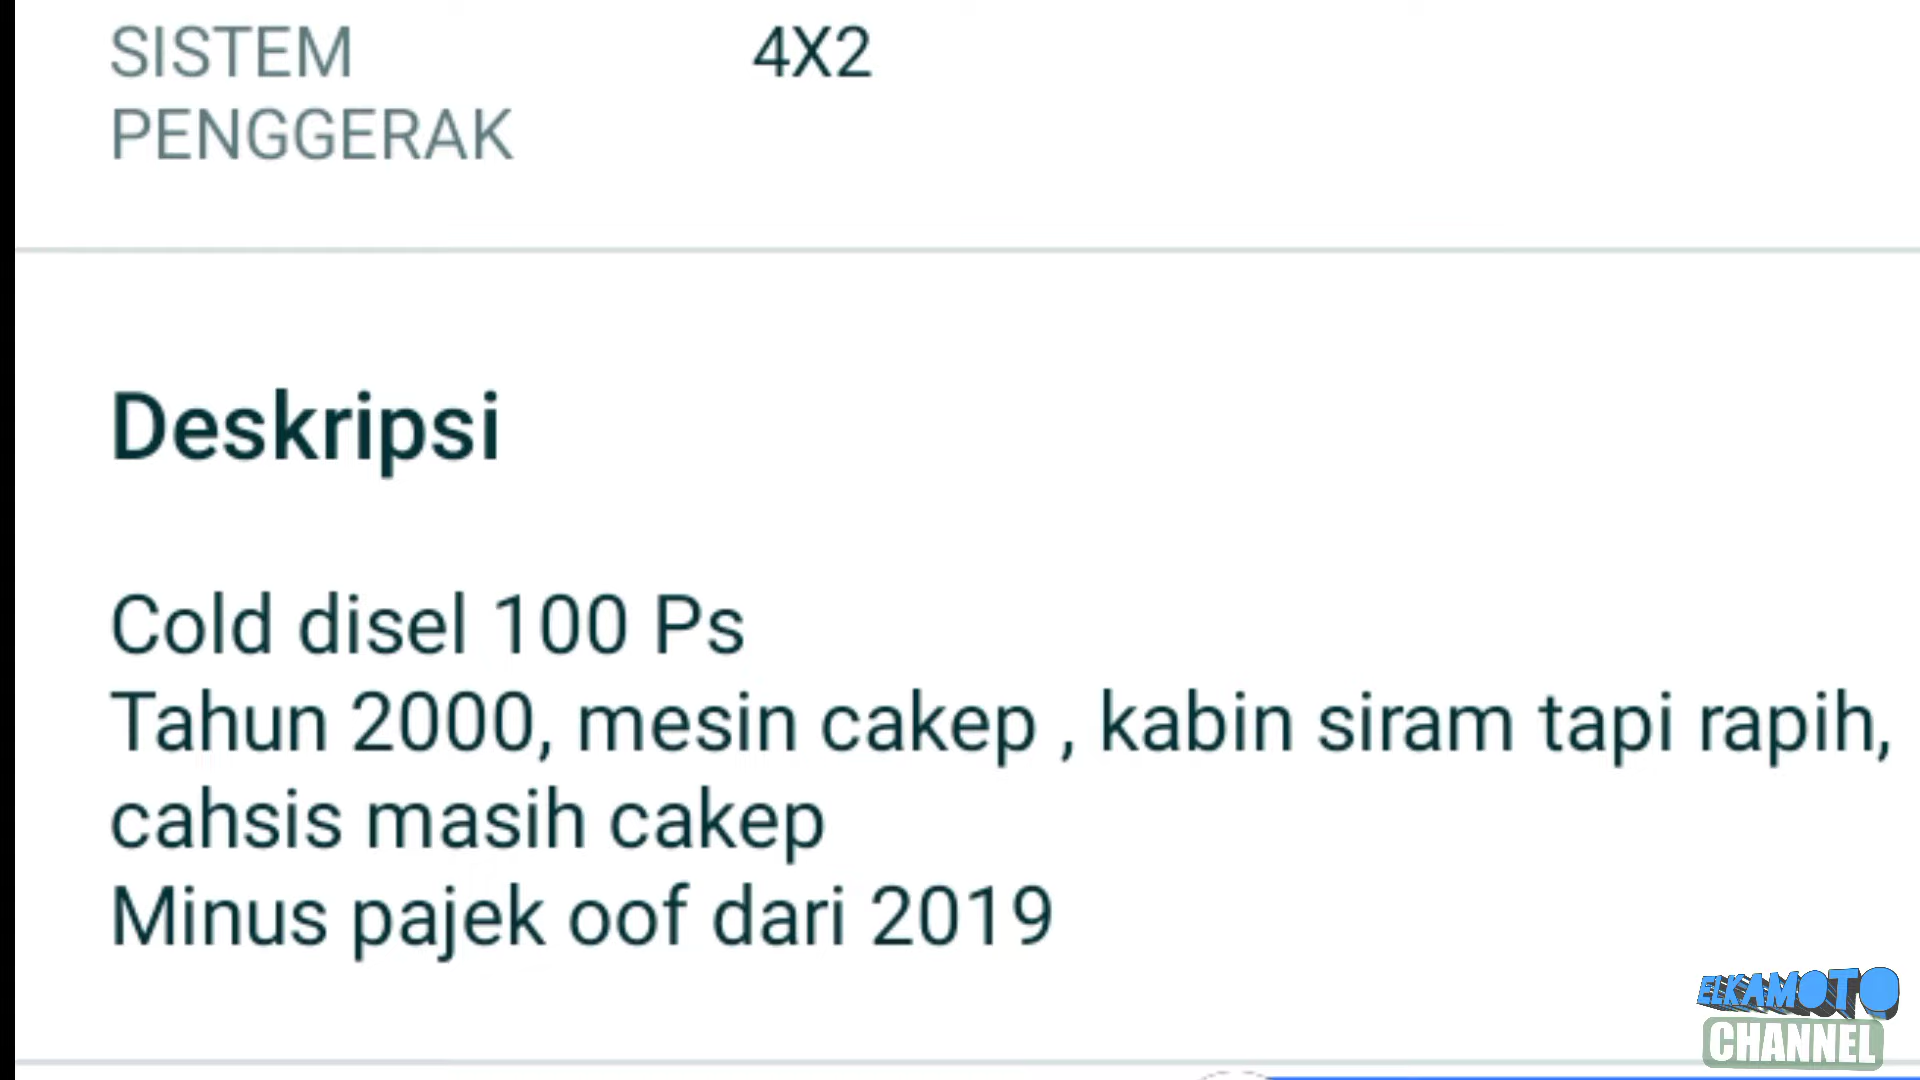 SISTEM 4X2
PENGGERAK
Deskripsi
Cold disel 100 Ps
Tahun 2000, mesin cakep , kabin siram tapi rapih,
cahsis masih cakep
Minus pajek oof dari 2019
ELKAMOTO
CHANNEL